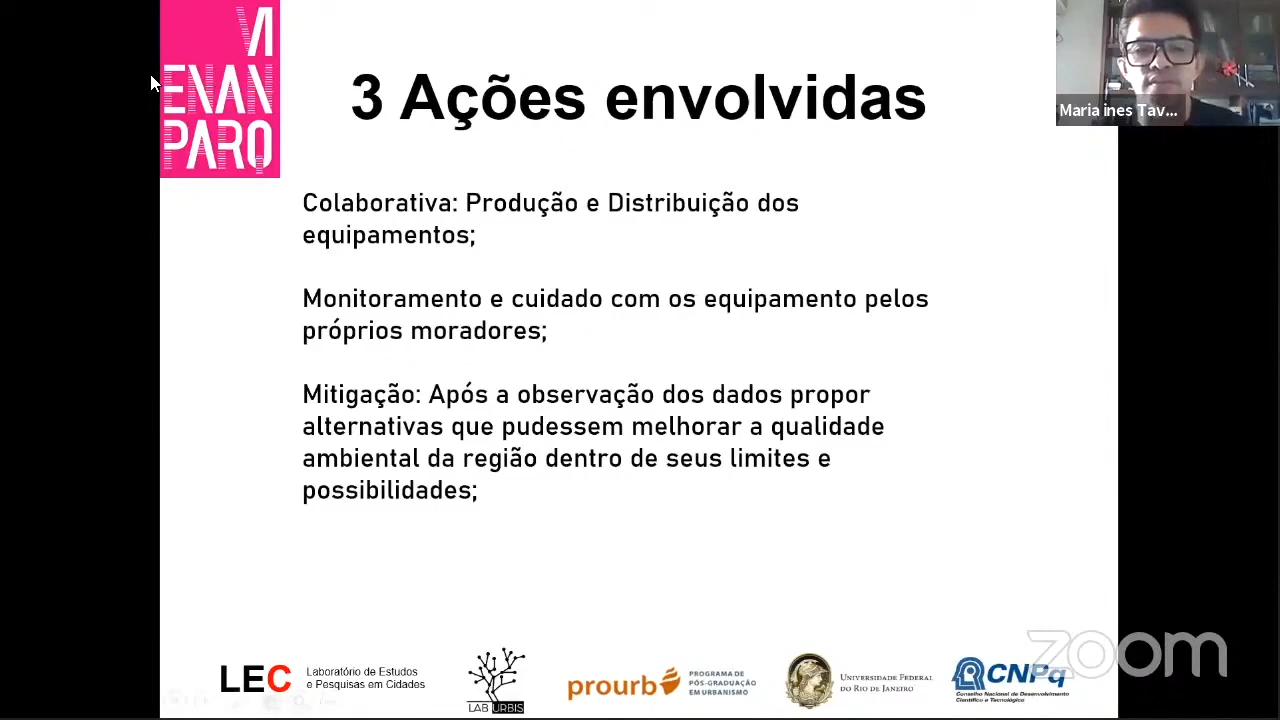 VI
ENAN
PARQ
3 Ações envolvidas
Maria ines Tav...
Colaborativa: Produção e Distribuição dos
equipamentos;
Monitoramento e cuidado com os equipamento pelos
próprios moradores;
Mitigação: Após a observação dos dados propor
alternativas que pudessem melhorar a qualidade
ambiental da região dentro de seus limites e
possibilidades;
LEC
Laboratório de Estudos
e Pesquisas em Cidades
LAB URBIS
prourb
PROGRAMA DE
PÓS-GRADUAÇÃO
EM URBANISMO
UNIVERSIDADE FEDERAL
DO RIO DE JANEIRO
CNPq
Conselho Nacional de Desenvolvimento
Científico e Tecnológico
zoom